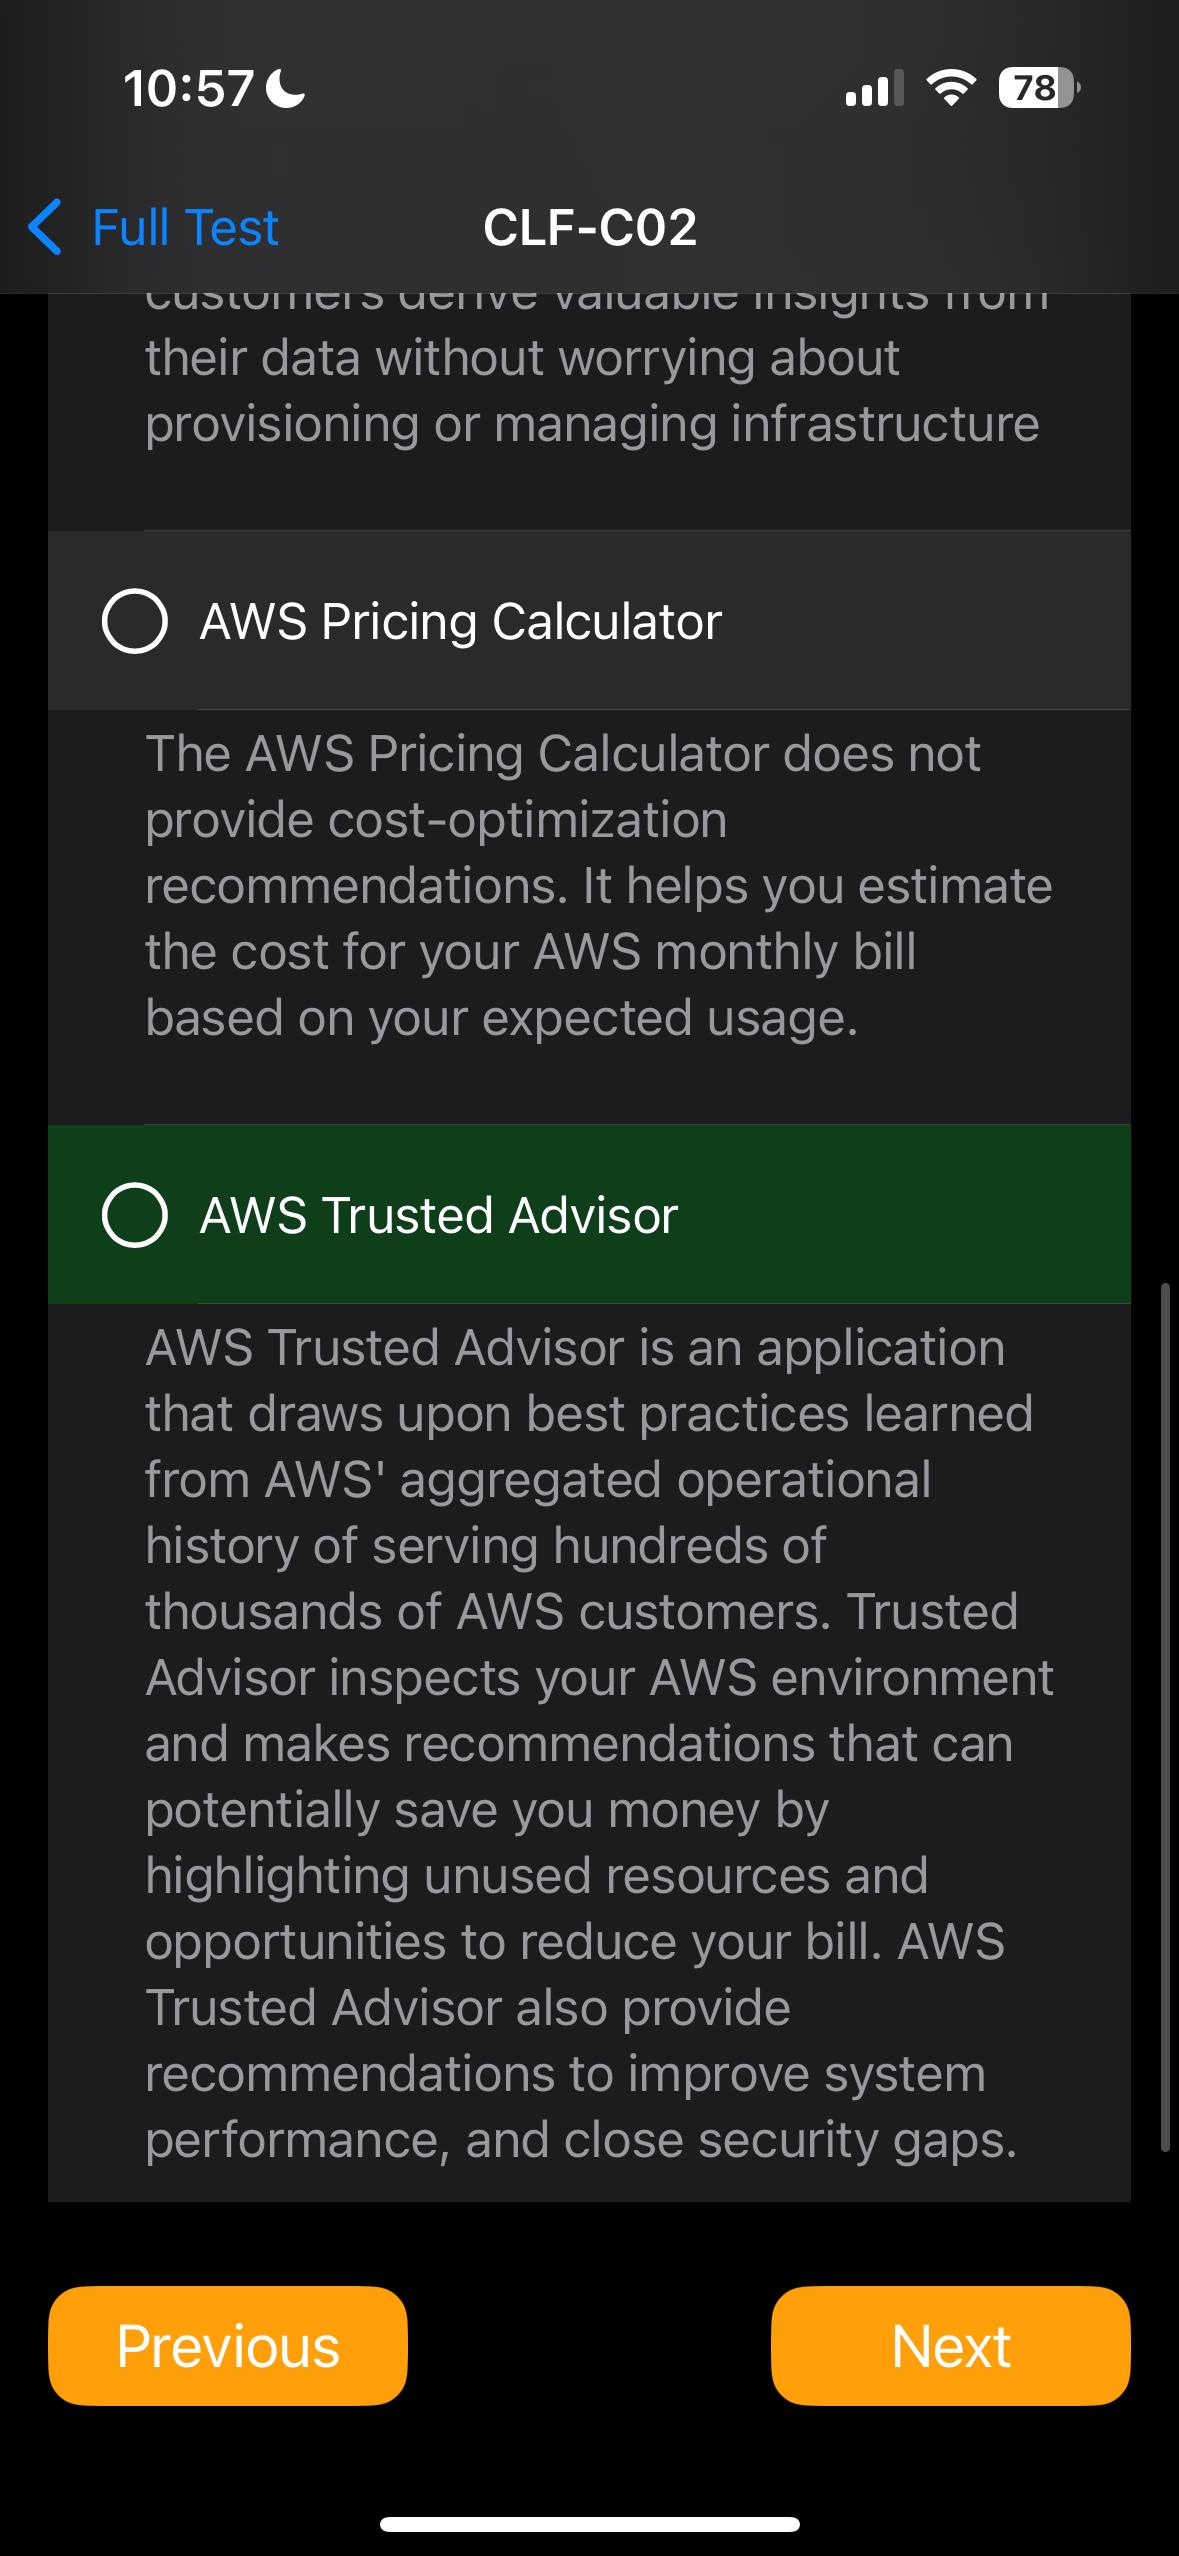 10:57
78
Full Test
CLF-C02
customers derive valuable insights from
their data without worrying about
provisioning or managing infrastructure
AWS Pricing Calculator
The AWS Pricing Calculator does not
provide cost-optimization
recommendations. It helps you estimate
the cost for your AWS monthly bill
based on your expected usage.
AWS Trusted Advisor
AWS Trusted Advisor is an application
that draws upon best practices learned
from AWS' aggregated operational
history of serving hundreds of
thousands of AWS customers. Trusted
Advisor inspects your AWS environment
and makes recommendations that can
potentially save you money by
highlighting unused resources and
opportunities to reduce your bill. AWS
Trusted Advisor also provide
recommendations to improve system
performance, and close security gaps.
Previous
Next